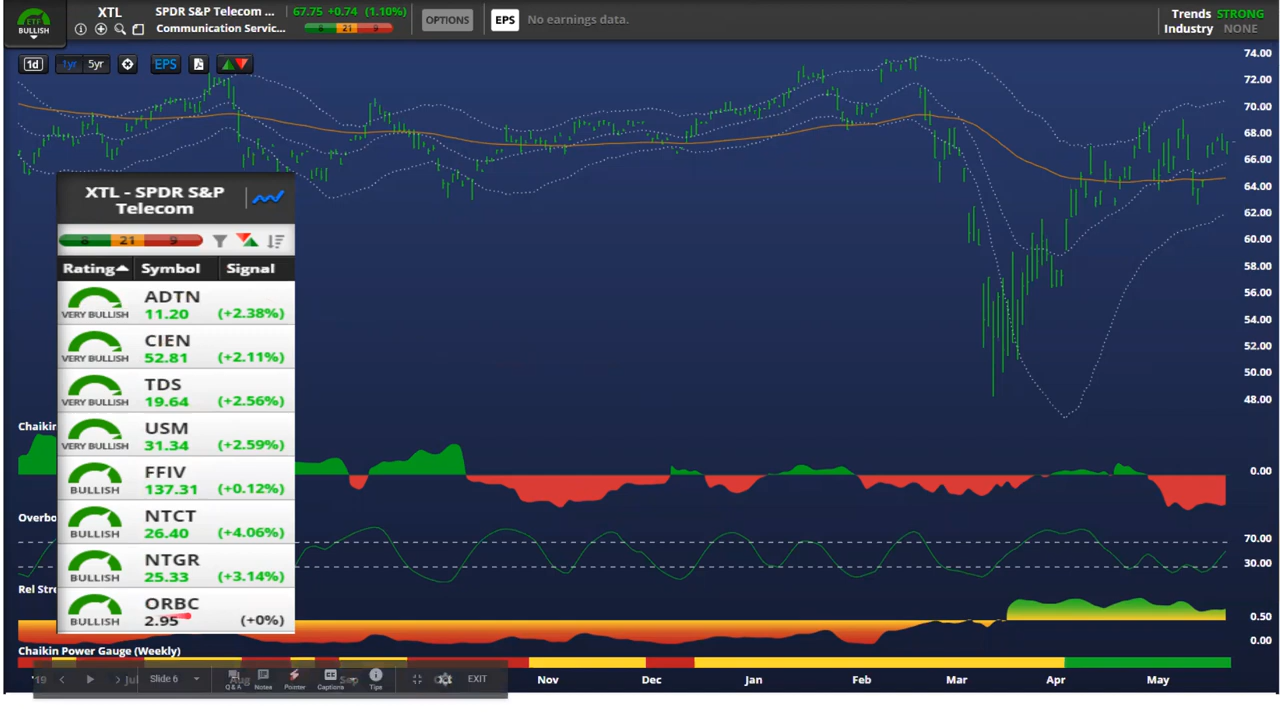 ETF
BULLISH
XTL
SPDR S&P Telecom ...
67.75 +0.74 (1.10%)
Communication Servic...
8 21 9
OPTIONS
EPS
No earnings data.
Trends STRONG
Industry NONE
1d
1yr 5yr
EPS
74.00
72.00
70.00
68.00
66.00
64.00
62.00
60.00
58.00
56.00
54.00
52.00
50.00
48.00
XTL - SPDR S&P
Telecom
8 21 9
Rating Symbol Signal
ADTN
VERY BULLISH 11.20 (+2.38%)
CIEN
VERY BULLISH 52.81 (+2.11%)
TDS
VERY BULLISH 19.64 (+2.56%)
USM
VERY BULLISH 31.34 (+2.59%)
FFIV
BULLISH 137.31 (+0.12%)
NTCT
BULLISH 26.40 (+4.06%)
NTGR
BULLISH 25.33 (+3.14%)
ORBC
BULLISH 2.95 (+0%)
Chaikin
0.00
Overbo
70.00
30.00
Rel Stre
0.50
0.00
Chaikin Power Gauge (Weekly)
'19 Jul Aug Sep Oct Nov Dec Jan Feb Mar Apr May
Slide 6
Q & A Notes Pointer Captions Tips
EXIT